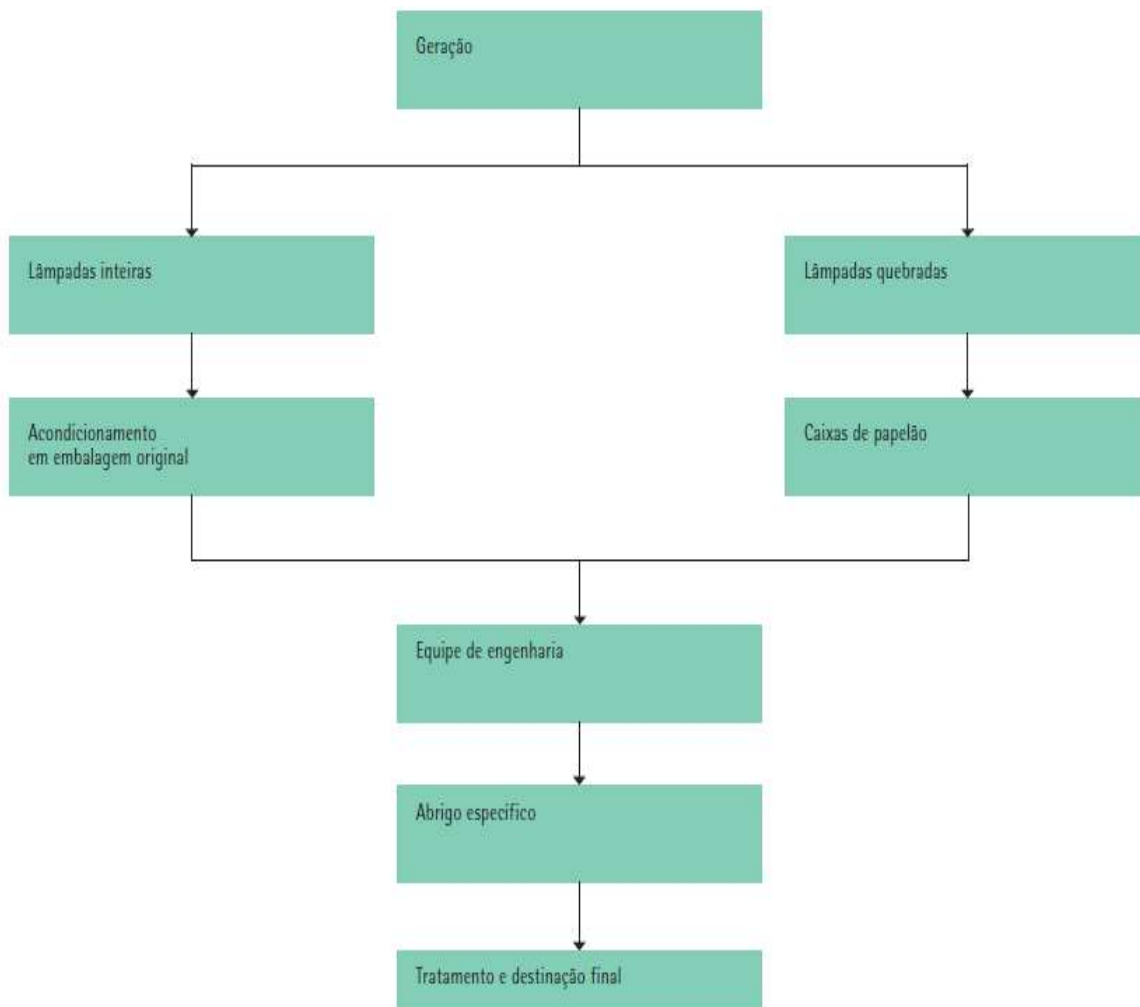 Geração
Lâmpadas inteiras
Lâmpadas quebradas
Acondicionamento
em embalagem original
Caixas de papelão
Equipe de engenharia
Abrigo específico
Tratamento e destinação final